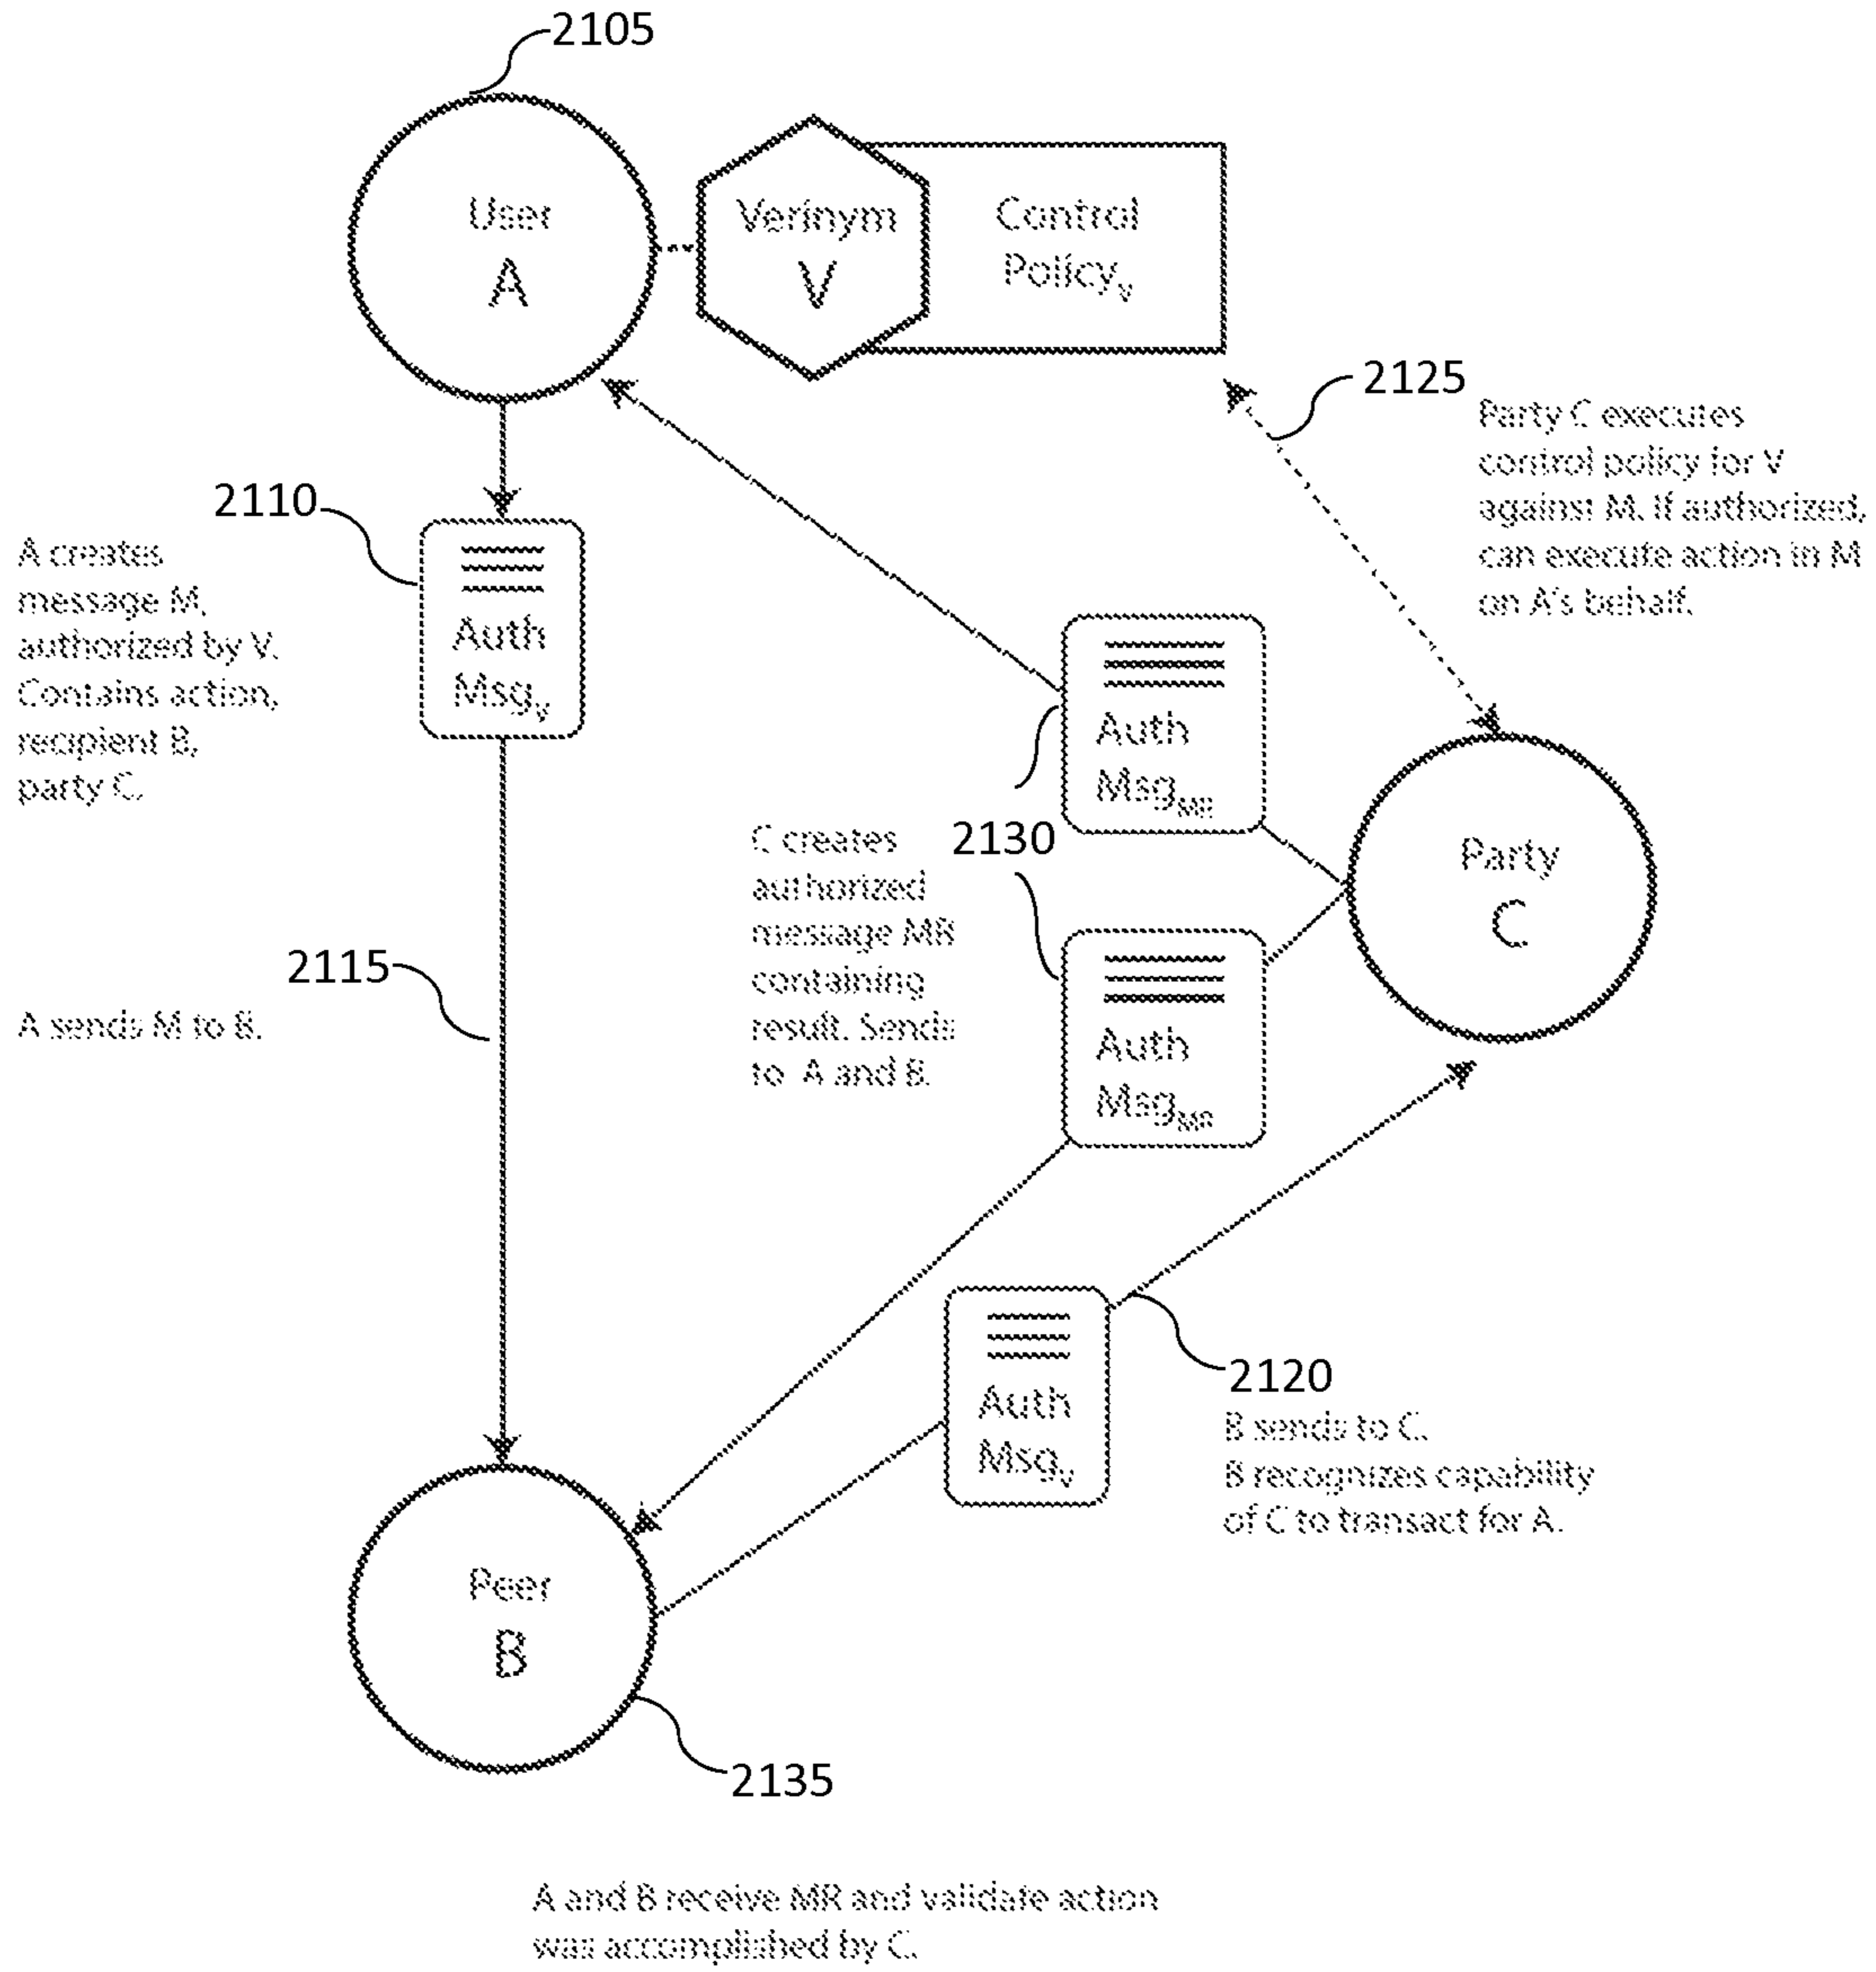 2105
User
A
Verinym
V
Control
Policyv
2125
Party C executes
control policy for V
against M. If authorized,
can execute action in M
on A's behalf.
2110
A creates
message M,
authorized by V.
Contains action,
recipient B,
party C.
Auth
Msgv
Auth
MsgMR
2130
C creates
authorized
message MR
containing
result. Sends
to A and B.
Party
C
Auth
MsgMR
2115
A sends M to B.
Auth
Msgv
2120
B sends to C.
B recognizes capability
of C to transact for A.
Peer
B
2135
A and B receive MR and validate action
was accomplished by C.